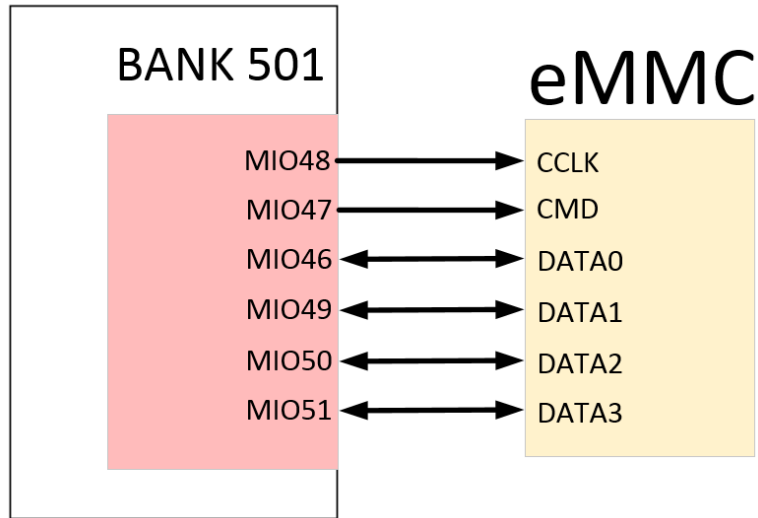 BANK 501
eMMC
MIO48 CCLK
MIO47 CMD
MIO46 DATA0
MIO49 DATA1
MIO50 DATA2
MIO51 DATA3